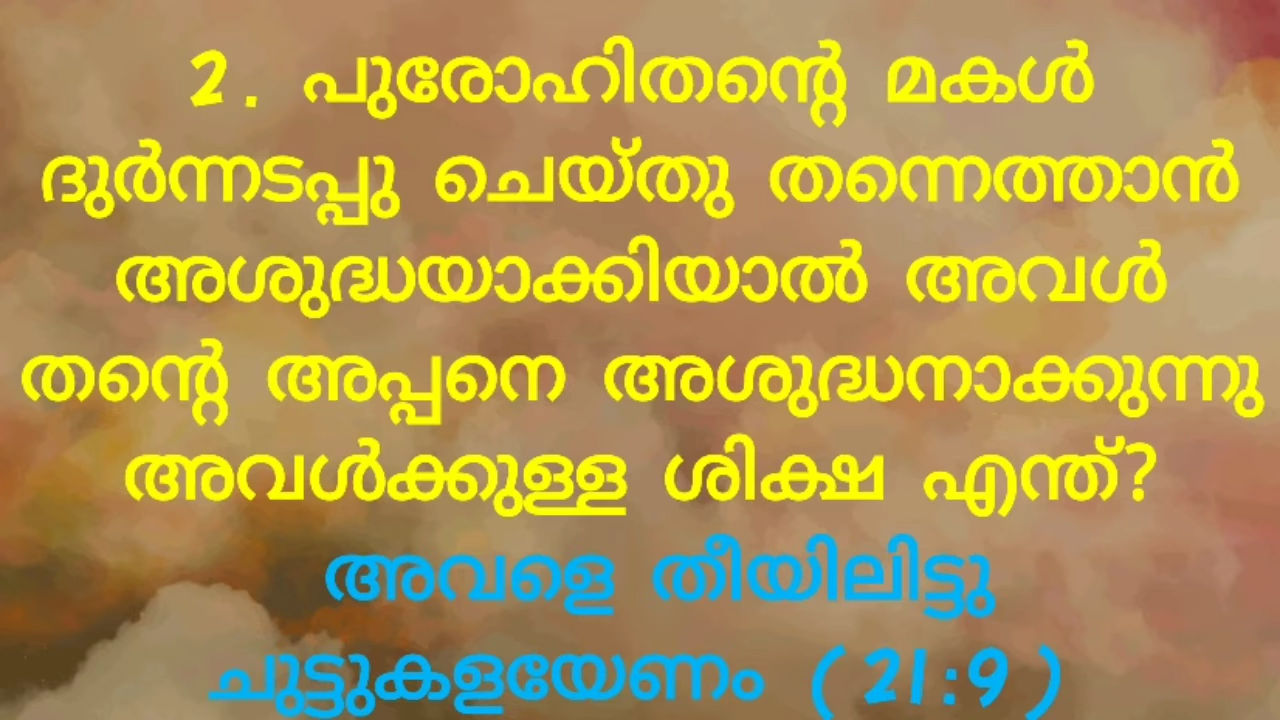 2. പുരോഹിതന്റെ മകൾ
ദുർന്നടപ്പു ചെയ്തു തന്നെത്താൻ
അശുദ്ധയാക്കിയാൽ അവൾ
തന്റെ അപ്പനെ അശുദ്ധനാക്കുന്നു
അവൾക്കുള്ള ശിക്ഷ എന്ത്?
അവളെ തീയിലിട്ടു
ചുട്ടുകളയേണം (21:9)